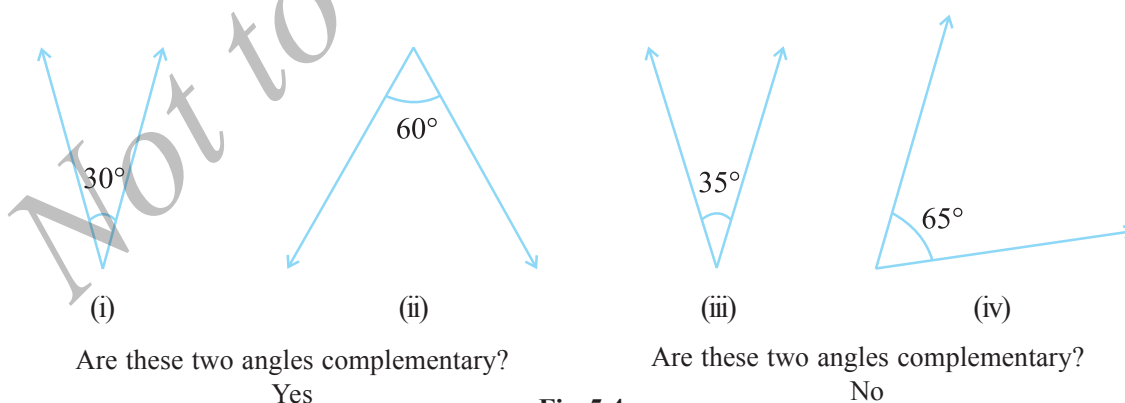 Not to
30°
60°
35°
65°
(i)
(ii)
(iii)
(iv)
Are these two angles complementary?
Yes
Are these two angles complementary?
No